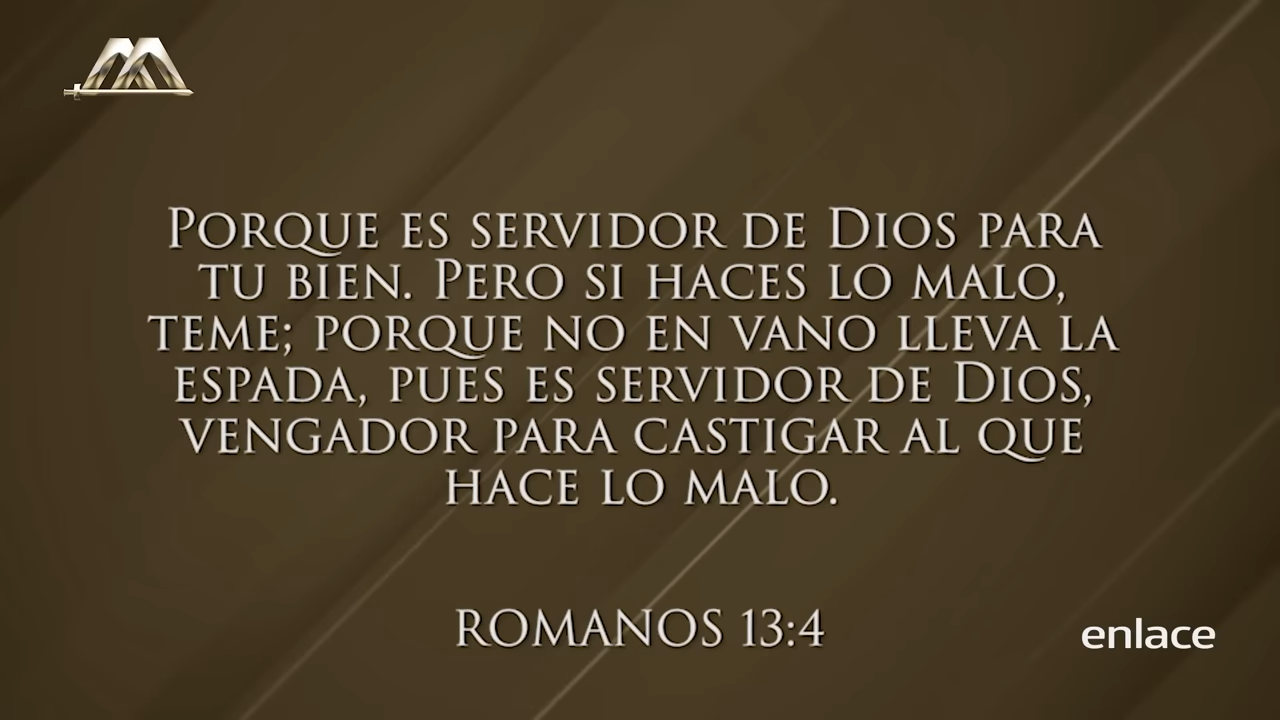 Porque es servidor de Dios para
tu bien. Pero si haces lo malo,
teme; porque no en vano lleva la
espada, pues es servidor de Dios,
vengador para castigar al que
hace lo malo.
ROMANOS 13:4
enlace